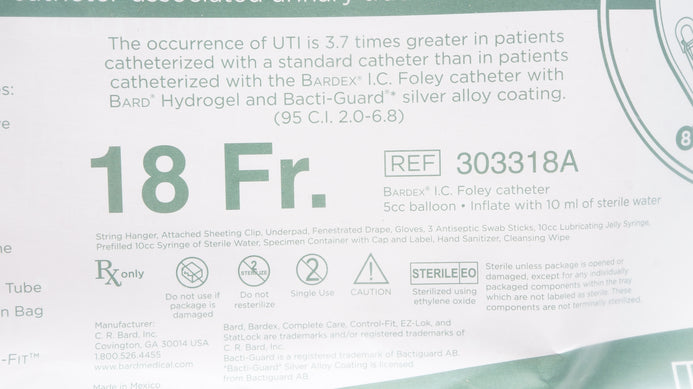 catheter-associated urinary
The occurrence of UTI is 3.7 times greater in patients
catheterized with a standard catheter than in patients
catheterized with the BARDEX® I.C. Foley catheter with
BARD® Hydrogel and Bacti-Guard®* silver alloy coating.
(95 C.I. 2.0-6.8)
18 Fr.
REF 303318A
BARDEX® I.C. Foley catheter
5cc balloon • Inflate with 10 ml of sterile water
String Hanger, Attached Sheeting Clip, Underpad, Fenestrated Drape, Gloves, 3 Antiseptic Swab Sticks, 10cc Lubricating Jelly Syringe,
Prefilled 10cc Syringe of Sterile Water, Specimen Container with Cap and Label, Hand Sanitizer, Cleansing Wipe
Rx only
Do not use if
package is
damaged
2
STERILIZE
Do not
resterilize
2
Single Use
CAUTION
STERILE EO
Sterilized using
ethylene oxide
Sterile unless package is opened or
damaged, except for any individually
packaged components within the tray
which are not labeled as sterile. These
components are not terminally sterilized.
Manufacturer:
C. R. Bard, Inc.
Covington, GA 30014 USA
1.800.526.4455
www.bardmedical.com
Made in Mexico
Bard, Bardex, Complete Care, Control-Fit, EZ-Lok, and
StatLock are trademarks and/or registered trademarks of
C. R. Bard, Inc.
Bacti-Guard is a registered trademark of Bactiguard AB.
*Bacti-Guard® Silver Alloy Coating is licensed
from Bactiguard AB.
Tube
n Bag
-FIT™
8